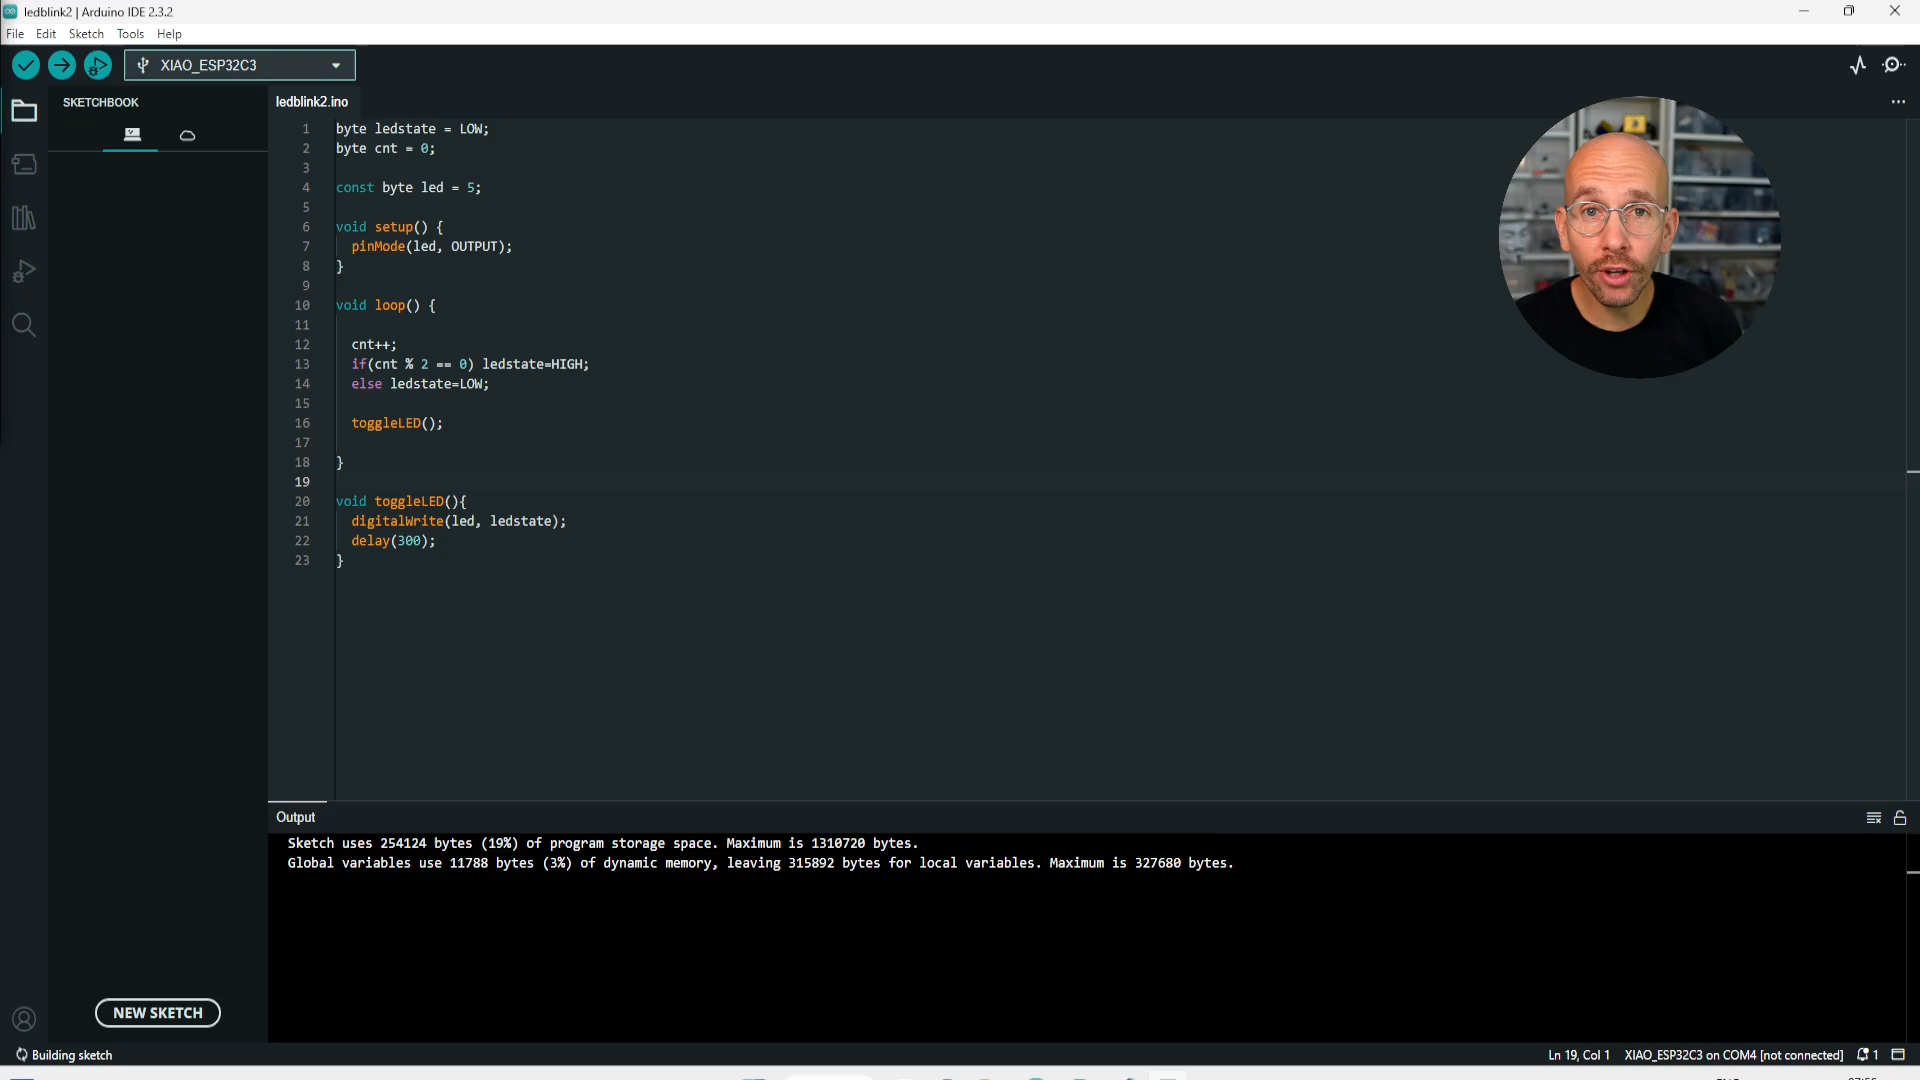 ledblink2 | Arduino IDE 2.3.2
File Edit Sketch Tools Help
XIAO_ESP32C3
SKETCHBOOK
ledblink2.ino
1 byte ledstate = LOW;
2 byte cnt = 0;
3
4 const byte led = 5;
5
6 void setup() {
7 pinMode(led, OUTPUT);
8 }
9
10 void loop() {
11
12 cnt++;
13 if(cnt % 2 == 0) ledstate=HIGH;
14 else ledstate=LOW;
15
16 toggleLED();
17
18 }
19
20 void toggleLED(){
21 digitalWrite(led, ledstate);
22 delay(300);
23 }
Output
Sketch uses 254124 bytes (19%) of program storage space. Maximum is 1310720 bytes.
Global variables use 11788 bytes (3%) of dynamic memory, leaving 315892 bytes for local variables. Maximum is 327680 bytes.
NEW SKETCH
Building sketch
Ln 19, Col 1 XIAO_ESP32C3 on COM4 [not connected] 1